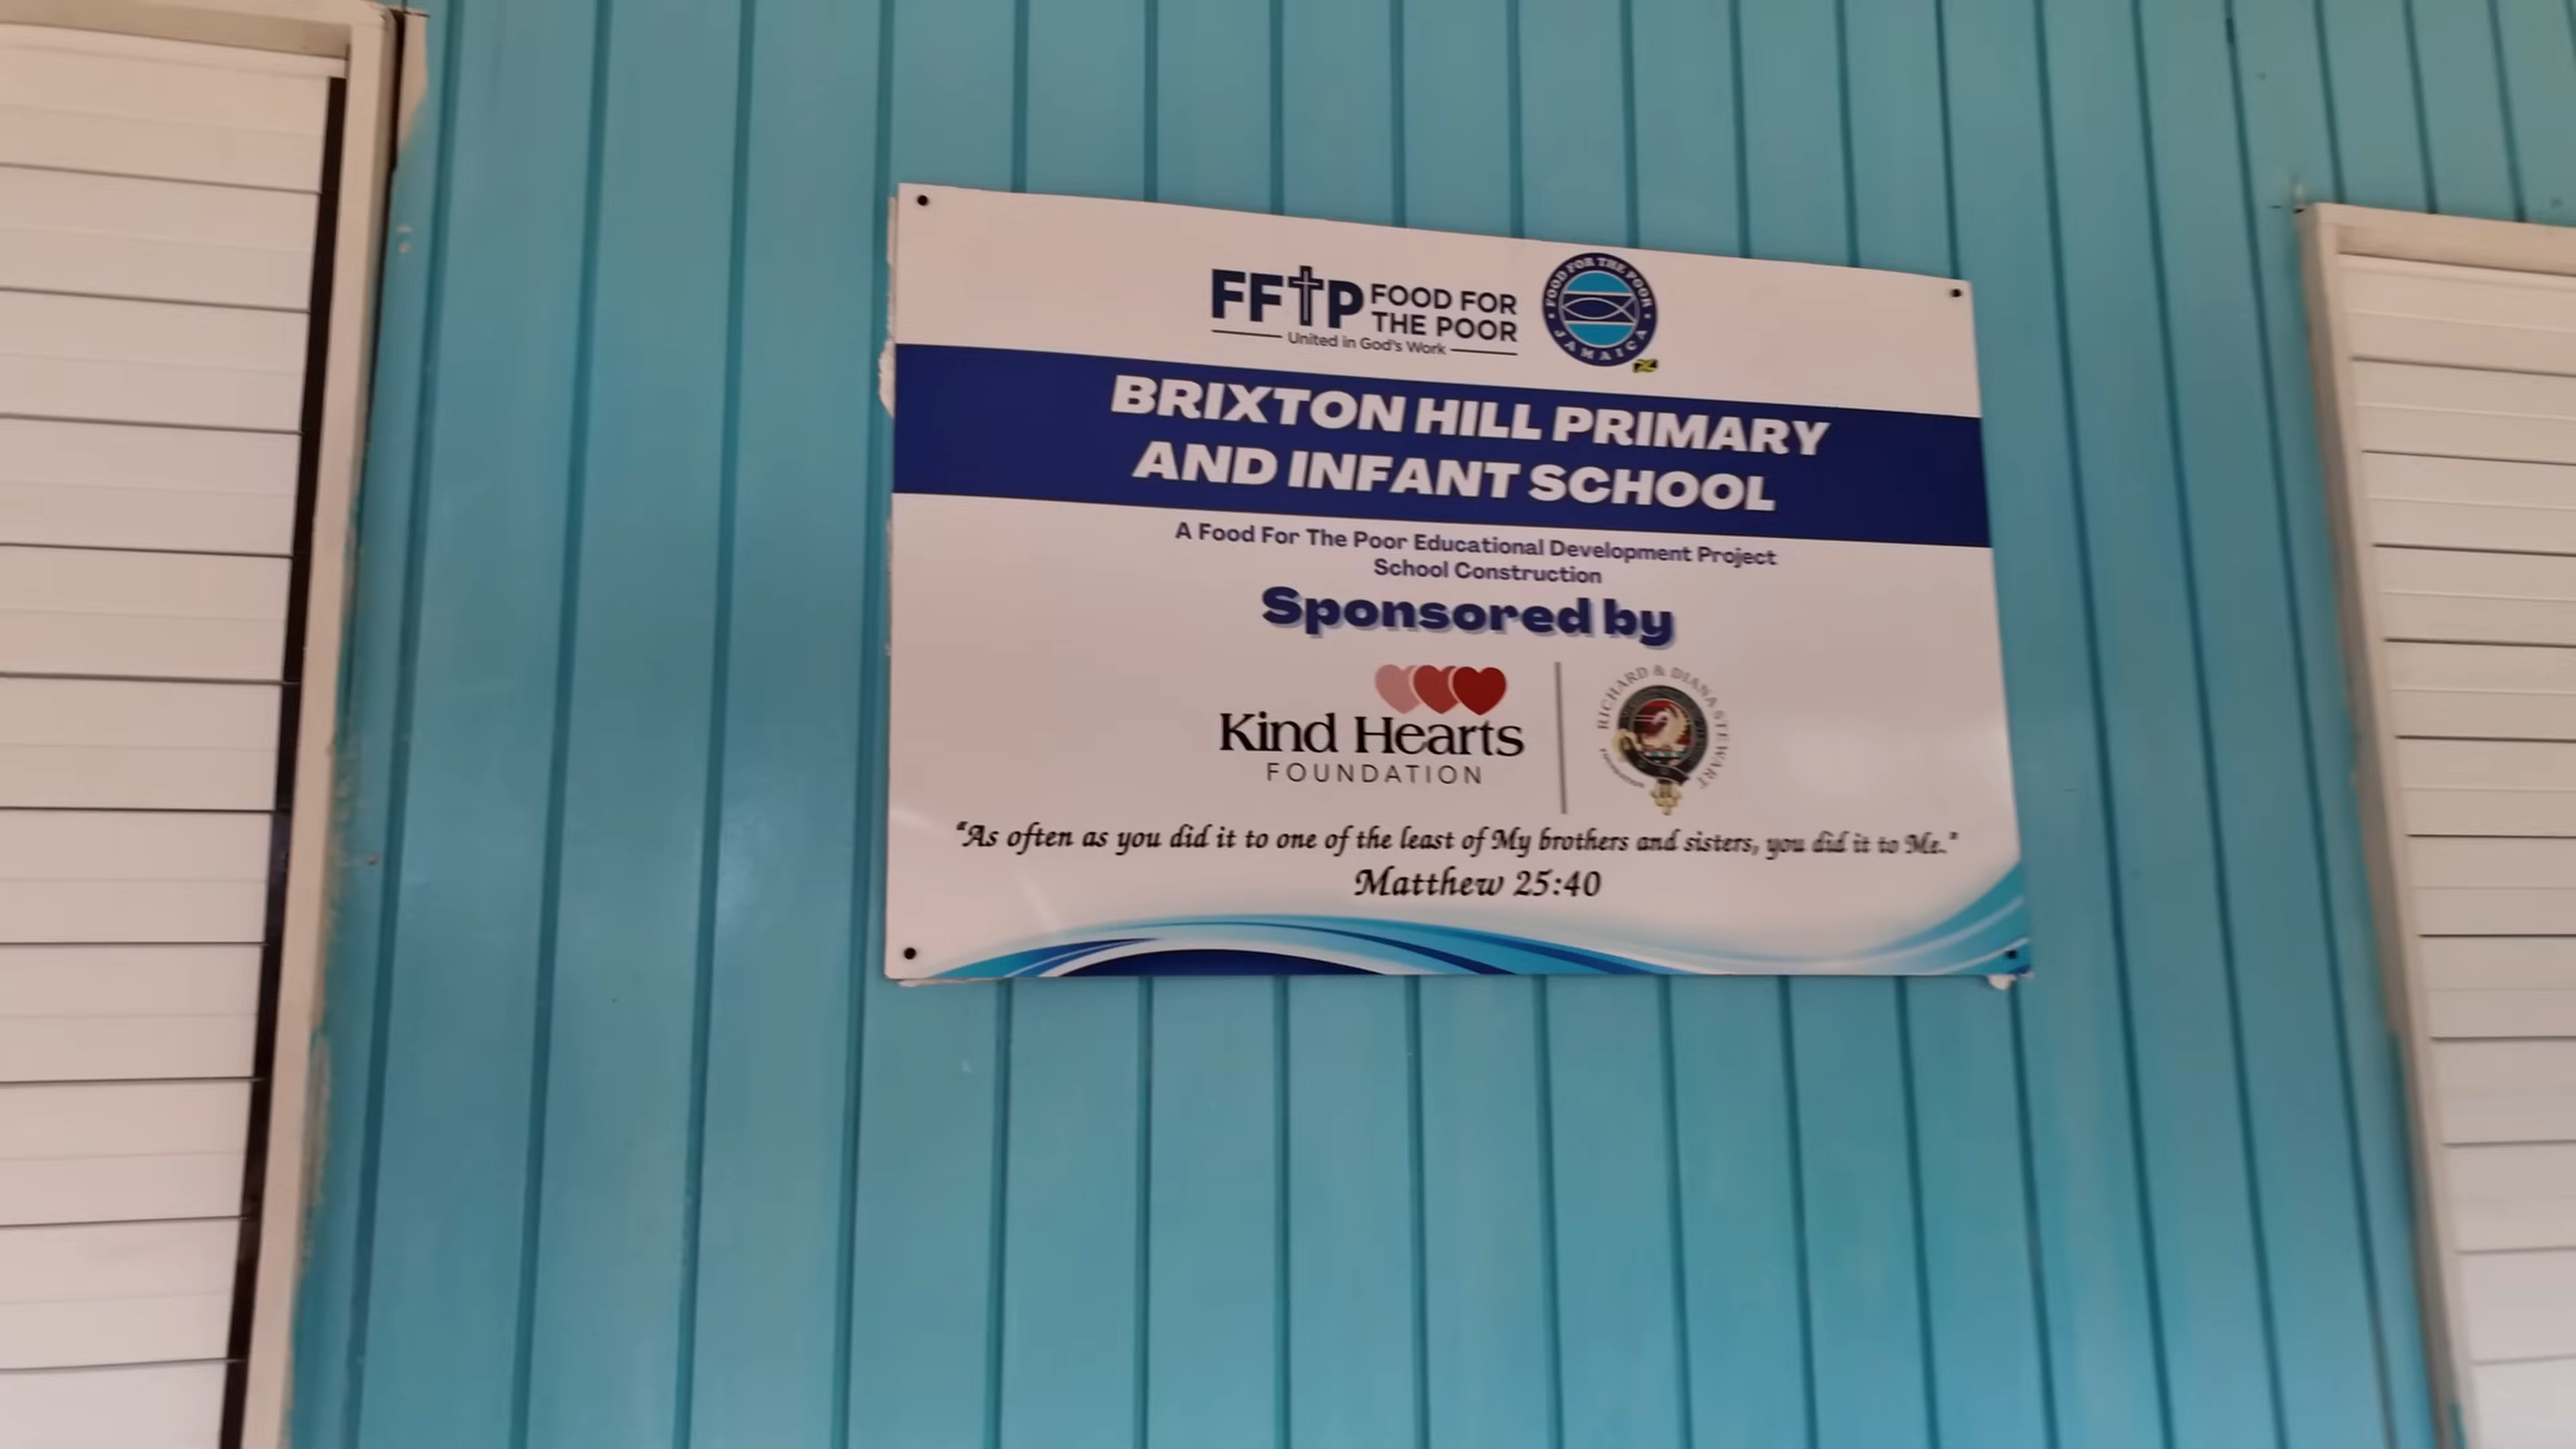 FFTP FOOD FOR
THE POOR
United in God's Work
FOOD FOR THE POOR
JAMAICA
BRIXTON HILL PRIMARY
AND INFANT SCHOOL
A Food For The Poor Educational Development Project
School Construction
Sponsored by
Kind Hearts
FOUNDATION
RICHARD & DIANA STEWART
"As often as you did it to one of the least of My brothers and sisters, you did it to Me."
Matthew 25:40